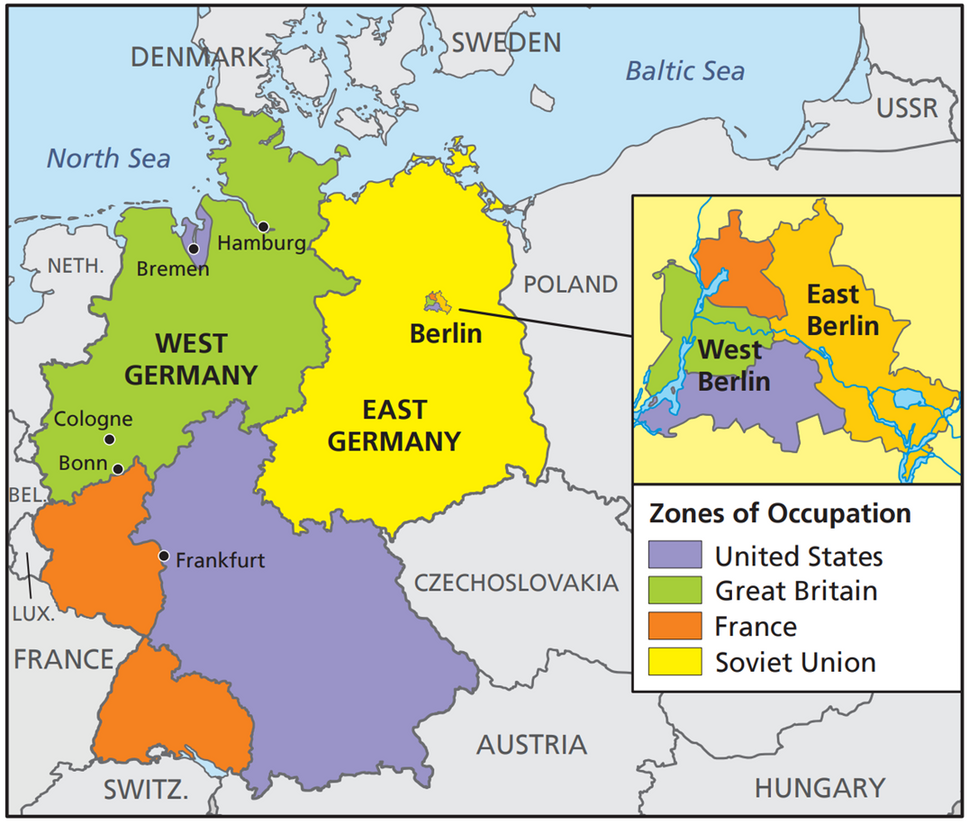 DENMARK
SWEDEN
Baltic Sea
USSR
North Sea
NETH.
Hamburg
Bremen
POLAND
Berlin
WEST
GERMANY
EAST
GERMANY
Cologne
Bonn
BEL.
Frankfurt
LUX.
CZECHOSLOVAKIA
FRANCE
AUSTRIA
SWITZ.
HUNGARY
East
Berlin
West
Berlin
Zones of Occupation
United States
Great Britain
France
Soviet Union